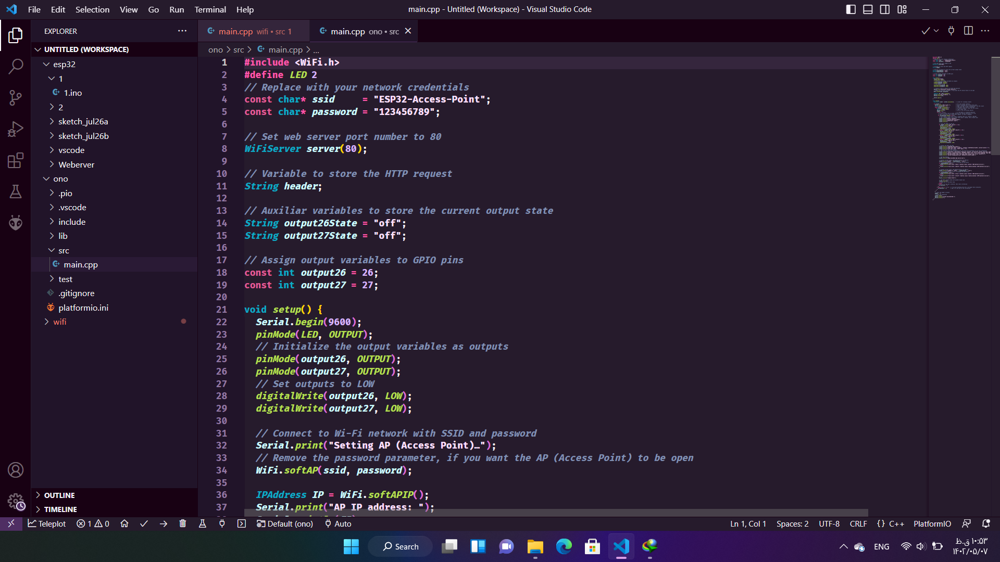 File Edit Selection View Go Run Terminal Help
main.cpp - Untitled (Workspace) - Visual Studio Code
EXPLORER
UNTITLED (WORKSPACE)
esp32
1
1.ino
2
sketch_jul26a
sketch_jul26b
vscode
Weberver
ono
.pio
.vscode
include
lib
src
main.cpp
test
.gitignore
platformio.ini
wifi
OUTLINE
TIMELINE
main.cpp wifi • src 1
main.cpp ono • src
ono > src > main.cpp > ...
1 #include <WiFi.h>
2 #define LED 2
3 // Replace with your network credentials
4 const char* ssid     = "ESP32-Access-Point";
5 const char* password = "123456789";
6
7 // Set web server port number to 80
8 WiFiServer server(80);
9
10 // Variable to store the HTTP request
11 String header;
12
13 // Auxiliar variables to store the current output state
14 String output26State = "off";
15 String output27State = "off";
16
17 // Assign output variables to GPIO pins
18 const int output26 = 26;
19 const int output27 = 27;
20
21 void setup() {
22   Serial.begin(9600);
23   pinMode(LED, OUTPUT);
24   // Initialize the output variables as outputs
25   pinMode(output26, OUTPUT);
26   pinMode(output27, OUTPUT);
27   // Set outputs to LOW
28   digitalWrite(output26, LOW);
29   digitalWrite(output27, LOW);
30
31   // Connect to Wi-Fi network with SSID and password
32   Serial.print("Setting AP (Access Point)…");
33   // Remove the password parameter, if you want the AP (Access Point) to be open
34   WiFi.softAP(ssid, password);
35
36   IPAddress IP = WiFi.softAPIP();
37   Serial.print("AP IP address: ");
Teleplot 1 0 Default (ono) Auto
Ln 1, Col 1 Spaces: 2 UTF-8 CRLF {} C++ PlatformIO
Search
ENG
۱۰:۵۳ ق.ظ
۱۴۰۲/۰۵/۰۷